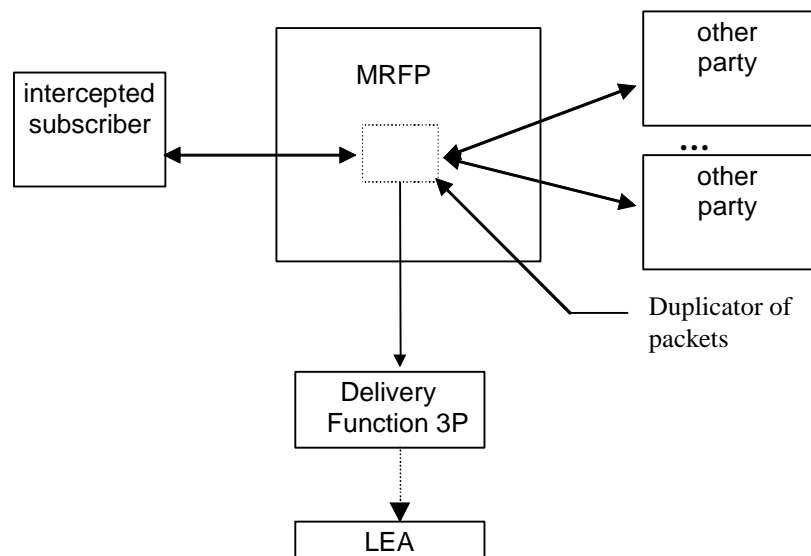 other
party
MRFP
intercepted
subscriber
...
other
party
Duplicator of
packets
Delivery
Function 3P
LEA